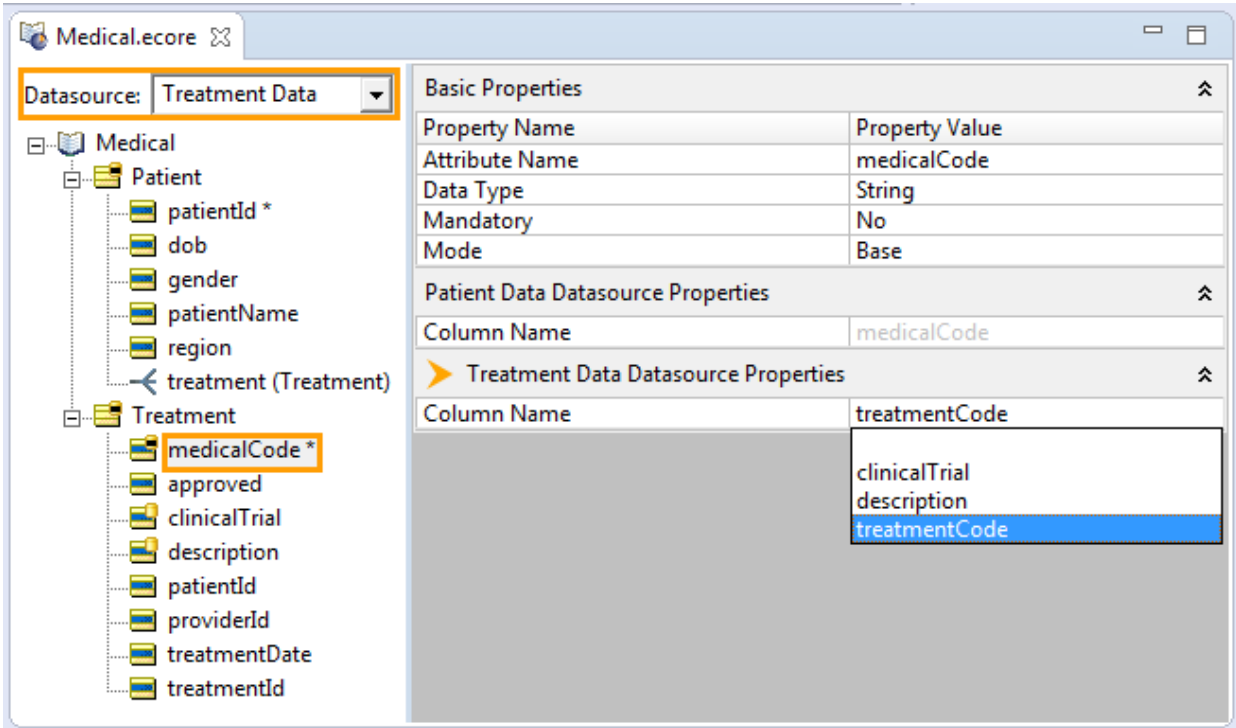 Medical.ecore
Datasource: Treatment Data
Medical
Patient
patientId *
dob
gender
patientName
region
treatment (Treatment)
Treatment
medicalCode *
approved
clinicalTrial
description
patientId
providerId
treatmentDate
treatmentId
Basic Properties
Property Name Property Value
Attribute Name medicalCode
Data Type String
Mandatory No
Mode Base
Patient Data Datasource Properties
Column Name medicalCode
Treatment Data Datasource Properties
Column Name treatmentCode
clinicalTrial
description
treatmentCode